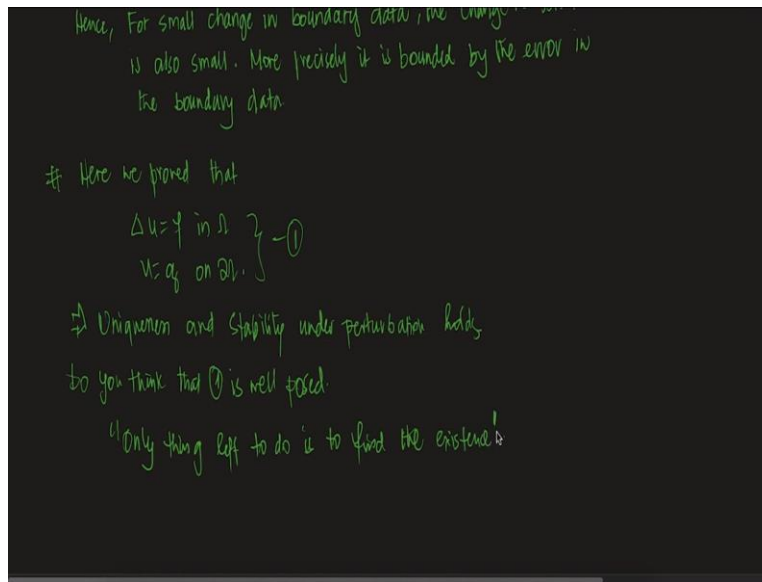 Hence, For small change in boundary data, the change
is also small. More precisely it is bounded by the error in
the boundary data
# Here we proved that
Δu = f in Ω } - ①
u = g on ∂Ω.
⇒ Uniqueness and Stability under perturbation holds.
Do you think that ① is well posed.
"Only thing left to do is to find the existence"